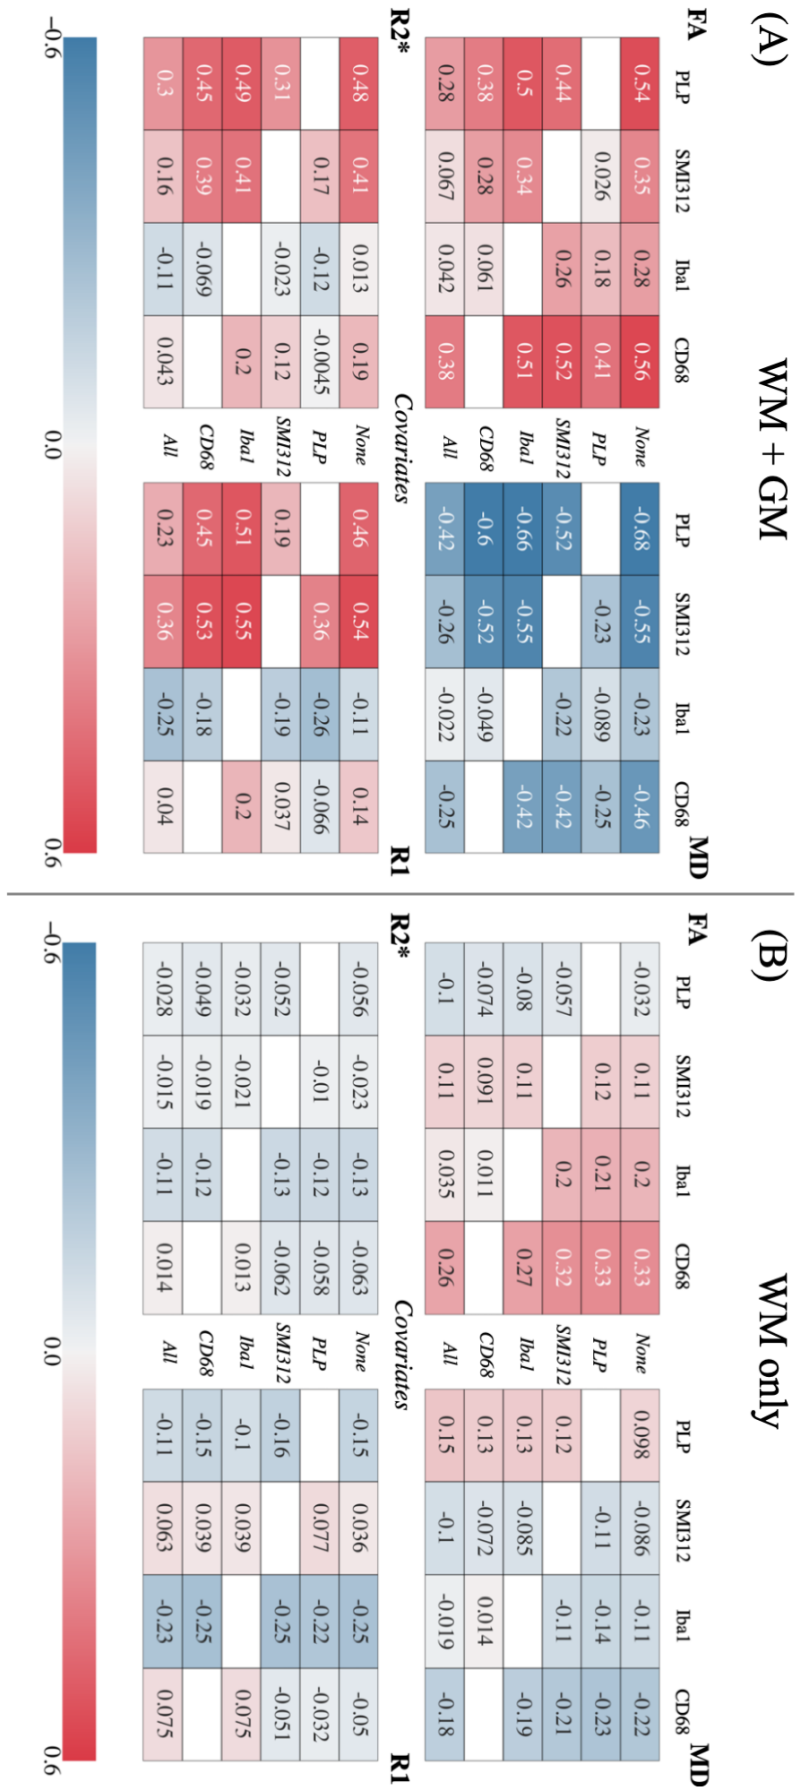 (A) WM + GM
FA MD
PLP SMI312 Iba1 CD68 PLP SMI312 Iba1 CD68
0.54 0.35 0.28 0.56 None -0.68 -0.55 -0.23 -0.46
0.026 0.18 0.41 PLP -0.23 -0.089 -0.25
0.44 0.26 0.52 SMI312 -0.52 -0.22 -0.42
0.5 0.34 0.51 Iba1 -0.66 -0.55 -0.42
0.38 0.28 0.061 CD68 -0.6 -0.52 -0.049
0.28 0.067 0.042 0.38 All -0.42 -0.26 -0.022 -0.25
R2* Covariates R1
0.48 0.41 0.013 0.19 None 0.46 0.54 -0.11 0.14
0.17 -0.12 -0.0045 PLP 0.36 -0.26 -0.066
0.31 -0.023 0.12 SMI312 0.19 -0.19 0.037
0.49 0.41 0.2 Iba1 0.51 0.55 0.2
0.45 0.39 -0.069 CD68 0.45 0.53 -0.18
0.3 0.16 -0.11 0.043 All 0.23 0.36 -0.25 0.04
−0.6 0.0 0.6
(B) WM only
FA MD
PLP SMI312 Iba1 CD68 PLP SMI312 Iba1 CD68
-0.032 0.11 0.2 0.33 None 0.098 -0.086 -0.11 -0.22
0.12 0.21 0.33 PLP -0.11 -0.14 -0.23
-0.057 0.2 0.32 SMI312 0.12 -0.11 -0.21
-0.08 0.11 0.27 Iba1 0.13 -0.085 -0.19
-0.074 0.091 0.011 CD68 0.13 -0.072 0.014
-0.1 0.11 0.035 0.26 All 0.15 -0.1 -0.019 -0.18
R2* Covariates R1
-0.056 -0.023 -0.13 -0.063 None -0.15 0.036 -0.25 -0.05
-0.01 -0.12 -0.058 PLP 0.077 -0.22 -0.032
-0.052 -0.13 -0.062 SMI312 -0.16 -0.25 -0.051
-0.032 -0.021 0.013 Iba1 -0.1 0.039 0.075
-0.049 -0.019 -0.12 CD68 -0.15 0.039 -0.25
-0.028 -0.015 -0.11 0.014 All -0.11 0.063 -0.23 0.075
−0.6 0.0 0.6